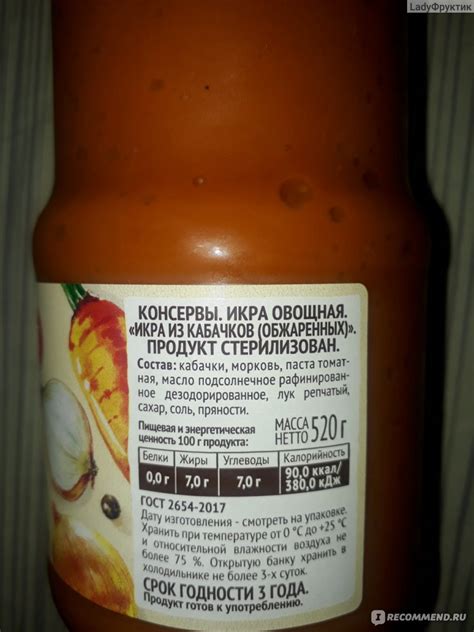 LadyФруктик
КОНСЕРВЫ. ИКРА ОВОЩНАЯ.
«ИКРА ИЗ КАБАЧКОВ (ОБЖАРЕННЫХ)».
ПРОДУКТ СТЕРИЛИЗОВАН.
Состав: кабачки, морковь, паста томат-
ная, масло подсолнечное рафинирован-
ное дезодорированное, лук репчатый,
сахар, соль, пряности.
Пищевая и энергетическая
ценность 100 г продукта:
МАССА НЕТТО 520 г
Белки Жиры Углеводы Калорийность
0,0 г 7,0 г 7,0 г 90,0 ккал/
380,0 кДж
ГОСТ 2654-2017
Дату изготовления - смотреть на упаковке.
Хранить при температуре от 0 °С до +25 °С
и относительной влажности воздуха не
более 75 %. Открытую банку хранить в
холодильнике не более 3-х суток.
СРОК ГОДНОСТИ 3 ГОДА.
Продукт готов к употреблению.
IRECOMMEND.RU